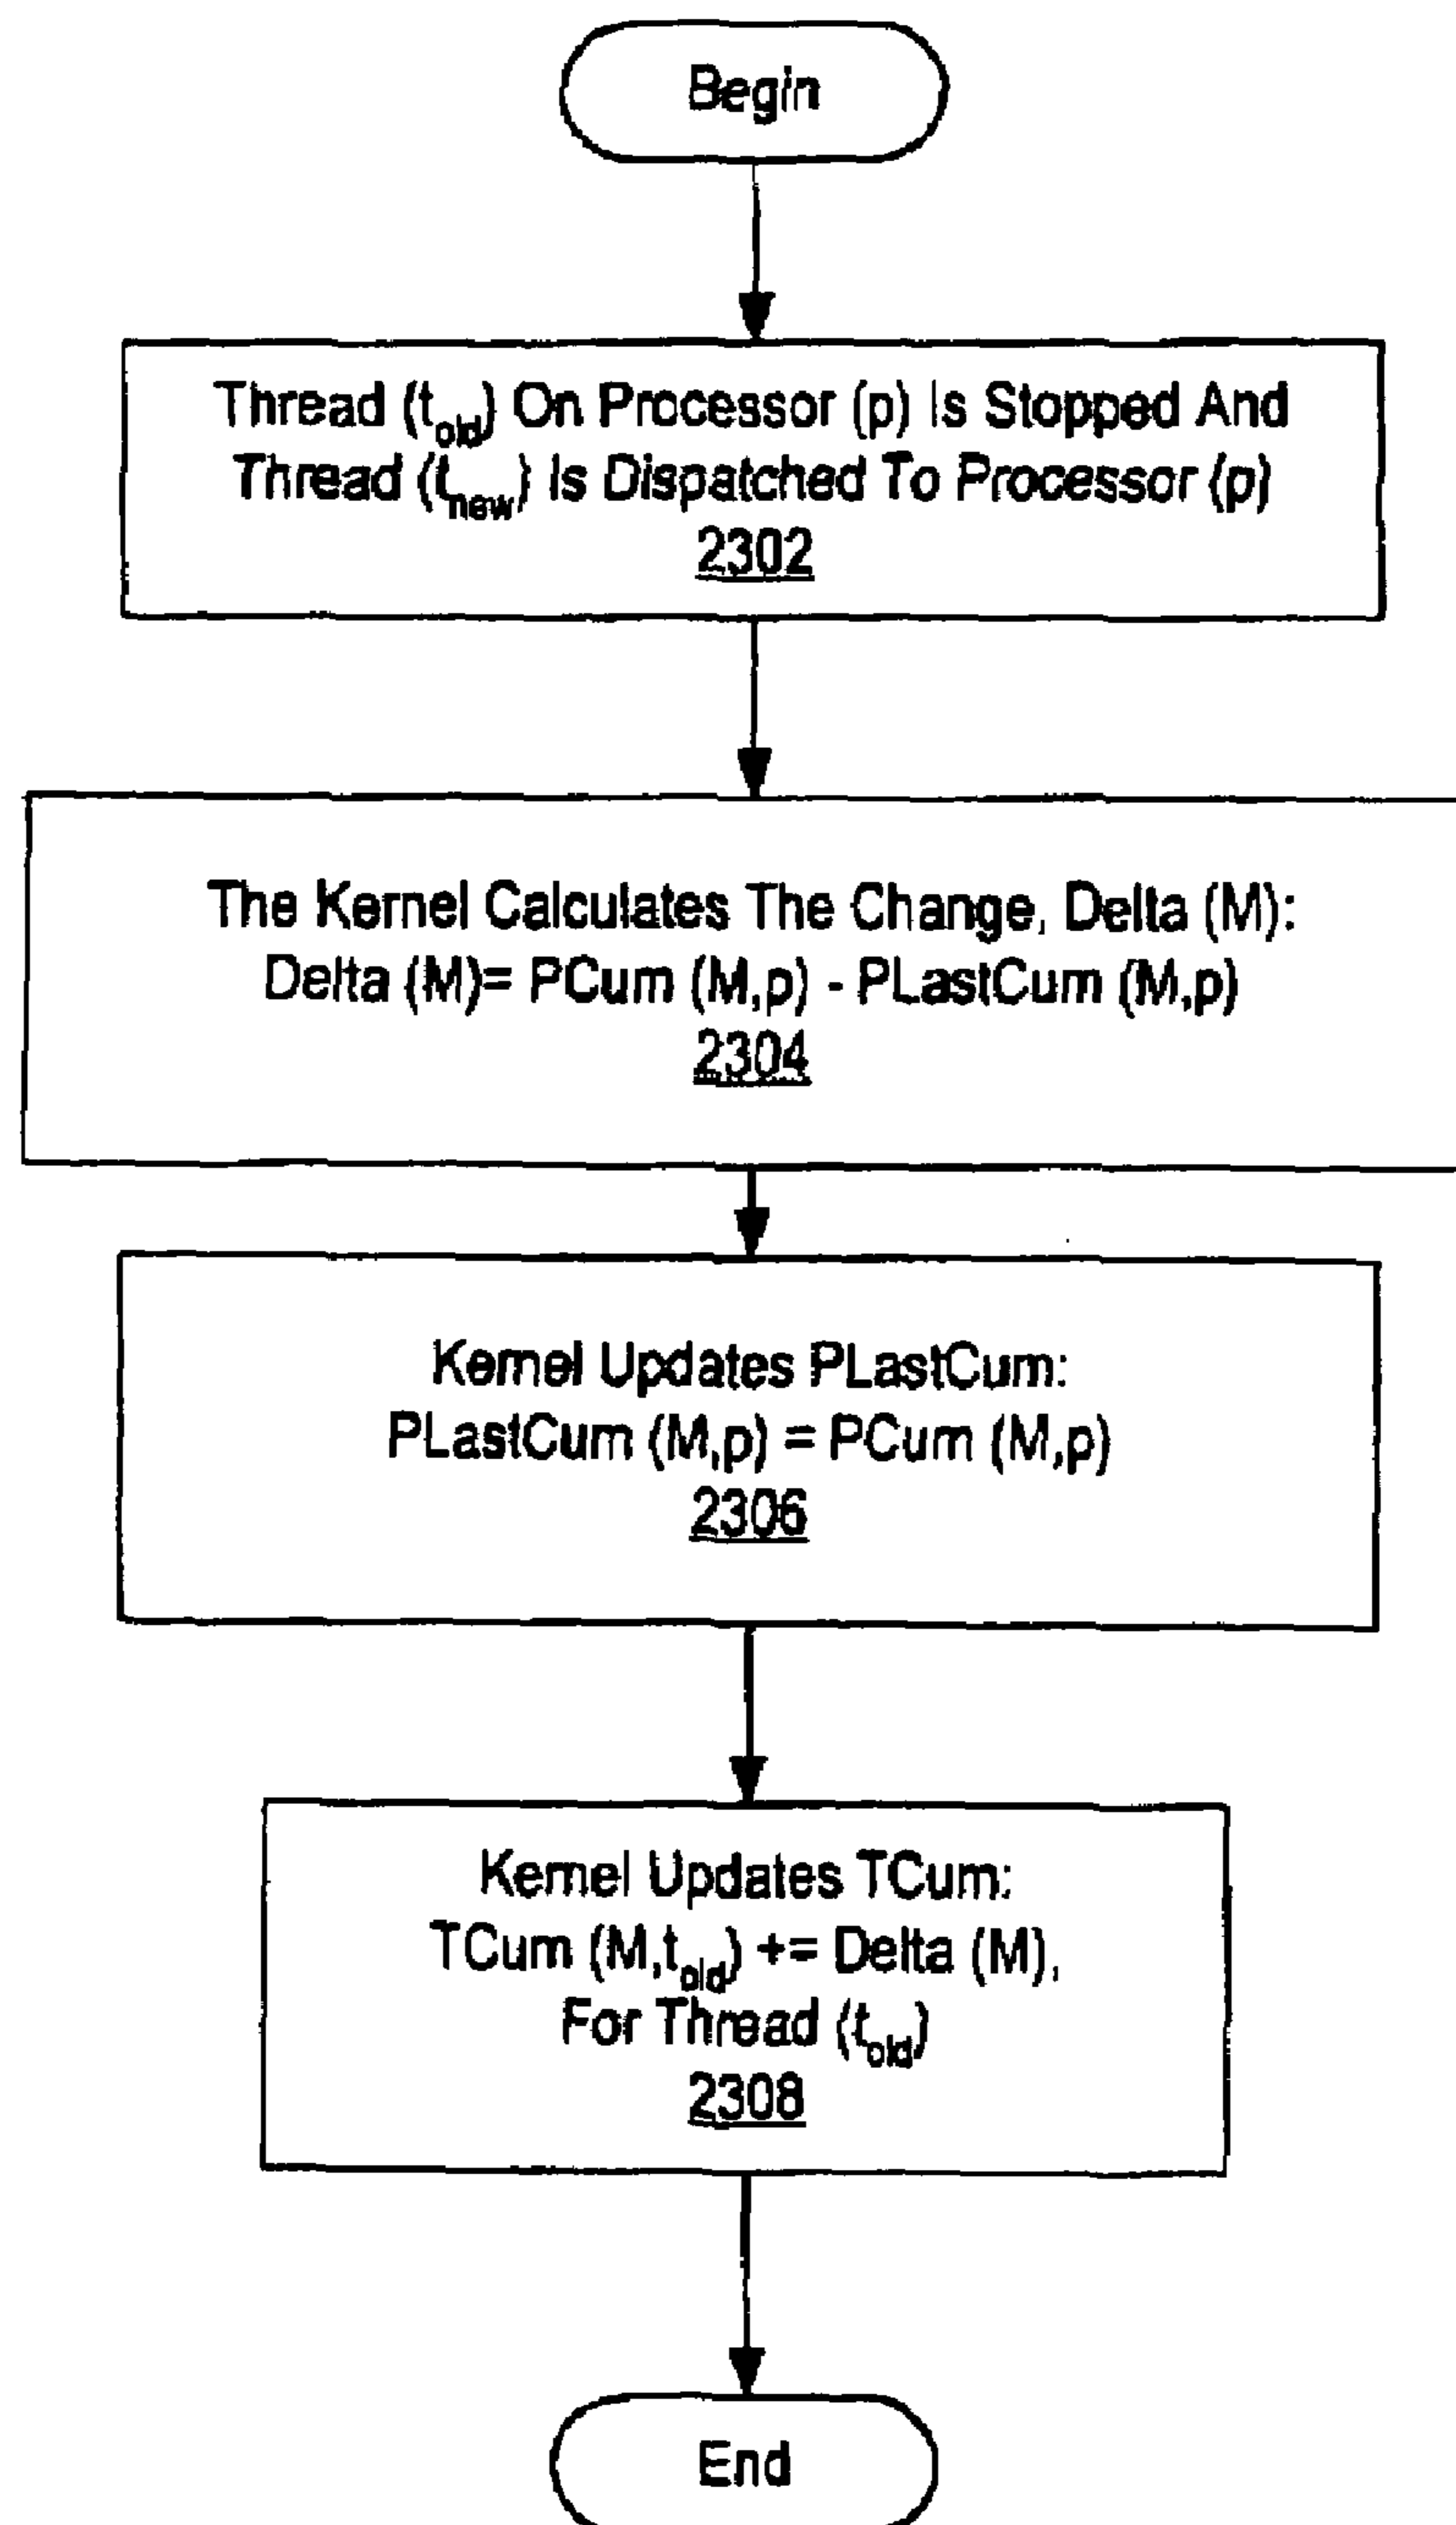 Begin
Thread (t_old) On Processor (p) Is Stopped And
Thread (t_new) Is Dispatched To Processor (p)
2302
The Kernel Calculates The Change, Delta (M):
Delta (M)= PCum (M,p) - PLastCum (M,p)
2304
Kernel Updates PLastCum:
PLastCum (M,p) = PCum (M,p)
2306
Kernel Updates TCum:
TCum (M,t_old) += Delta (M),
For Thread (t_old)
2308
End